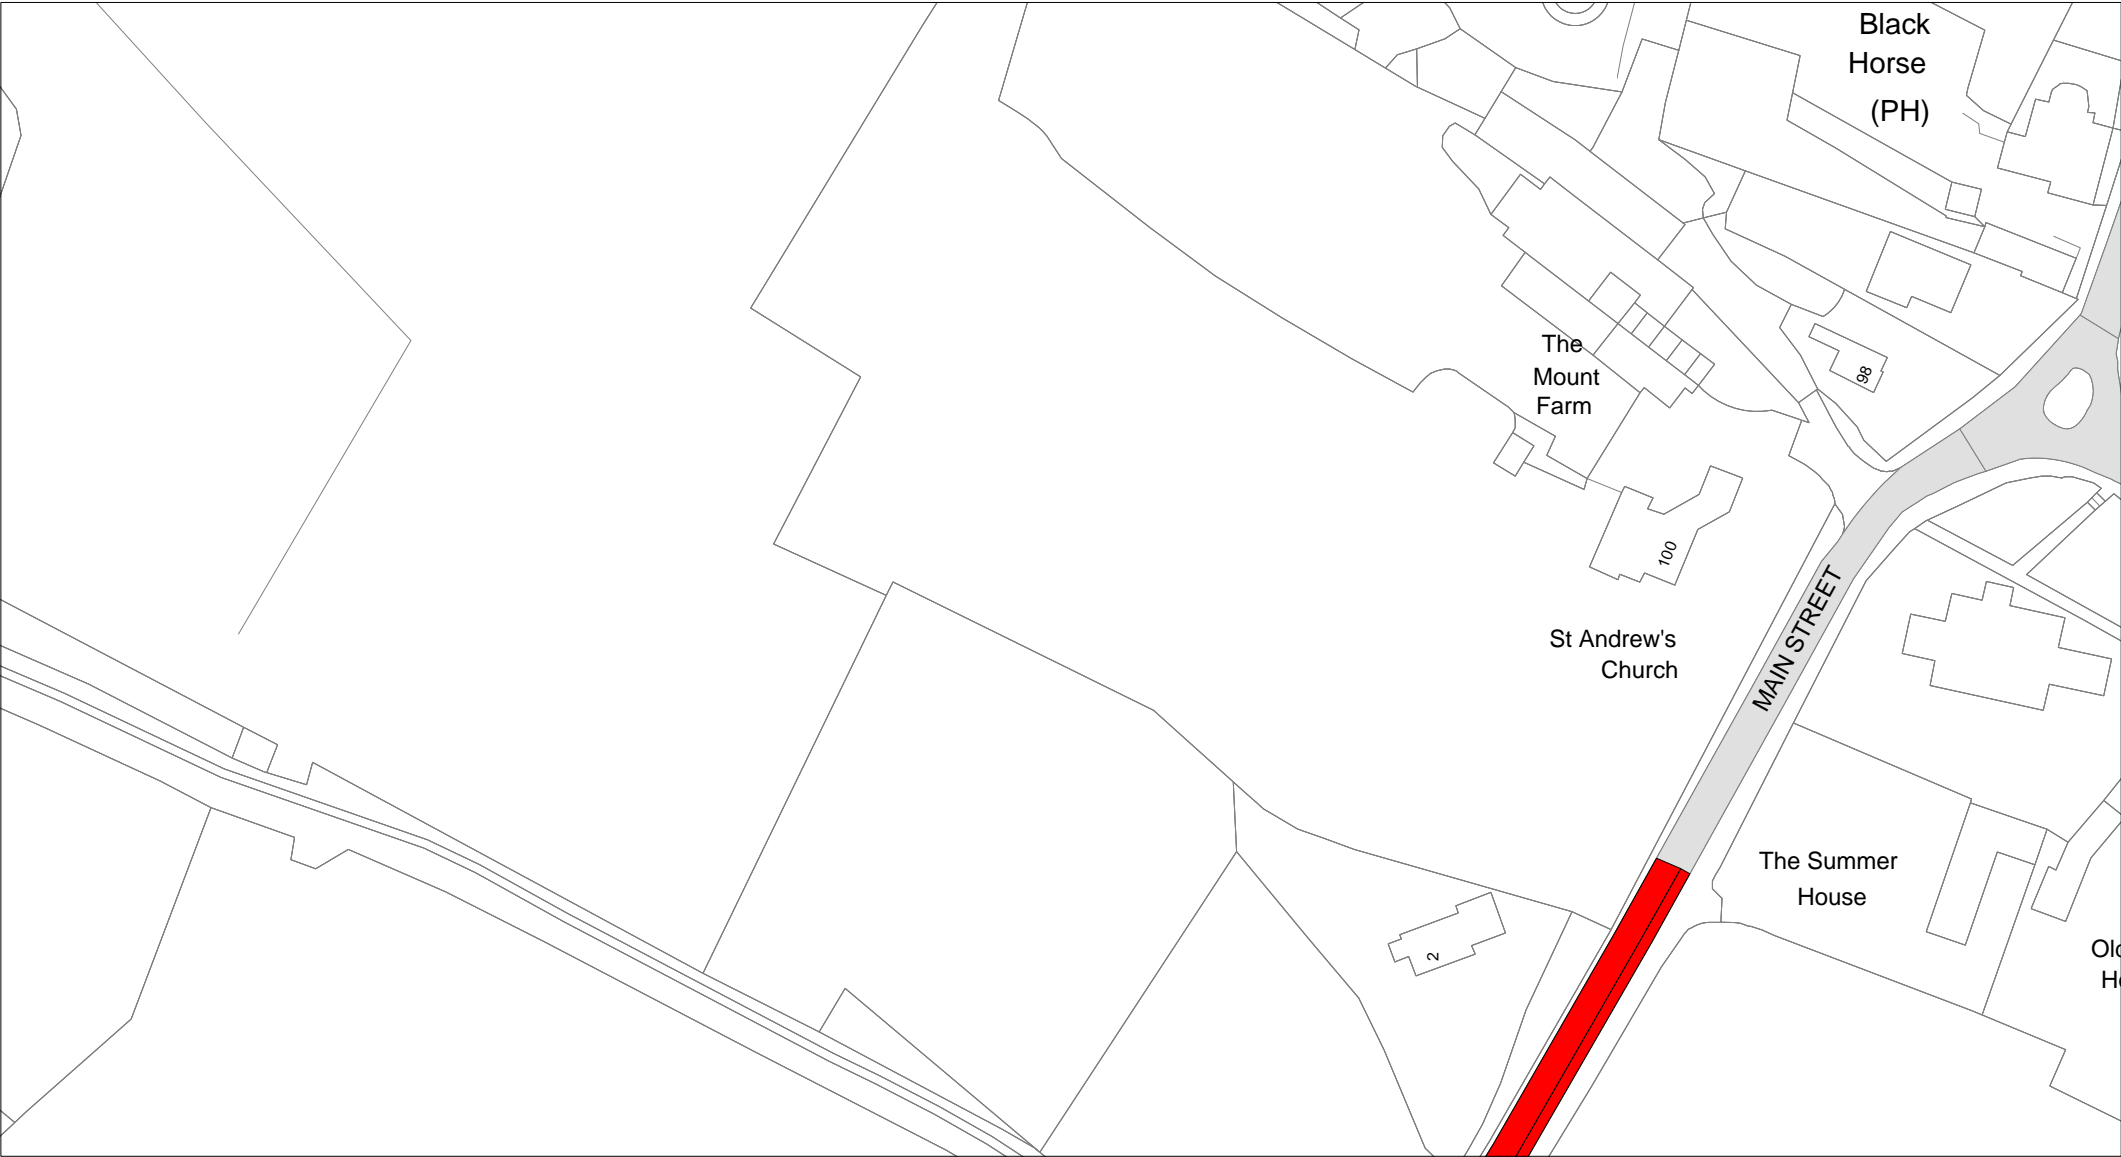 Black
Horse
(PH)
The
Mount
Farm
98
100
St Andrew's
Church
MAIN STREET
The Summer
House
2